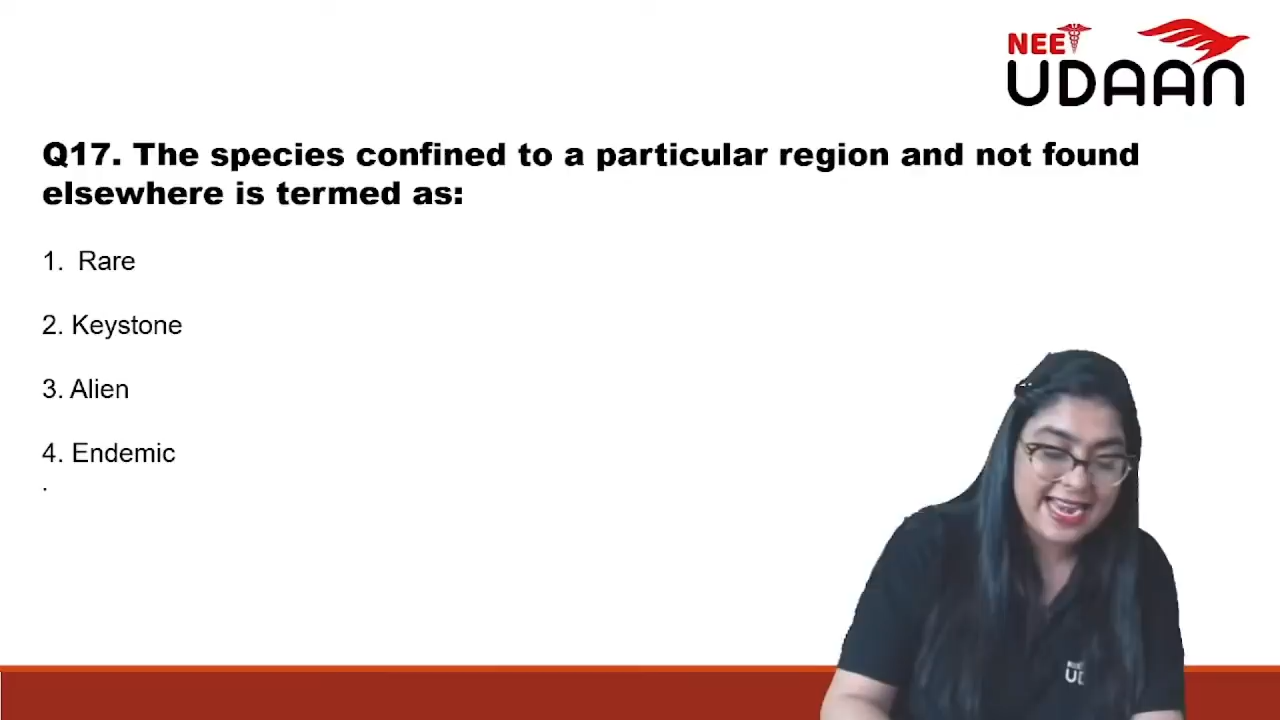 NEET
UDAAN
Q17. The species confined to a particular region and not found
elsewhere is termed as:
1. Rare
2. Keystone
3. Alien
4. Endemic
.